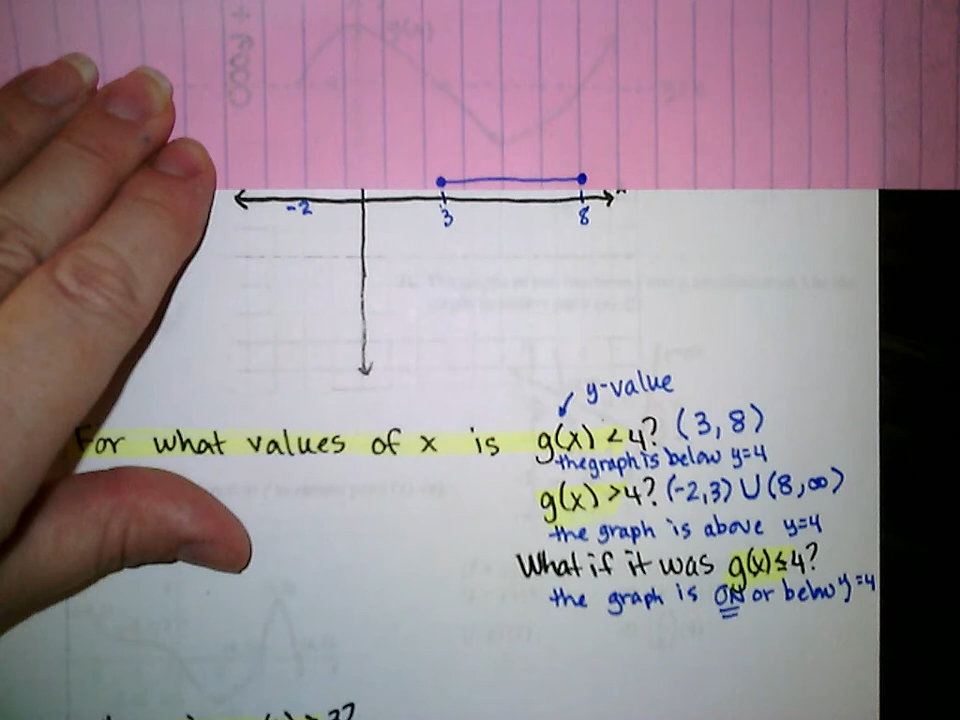 g(x)
-2 3 8
y-value
For what values of x is g(x) < 4? (3, 8)
the graph is below y=4
g(x) > 4? (-2,3) ∪ (8, ∞)
the graph is above y=4
What if it was g(x) ≤ 4?
the graph is ON or below y=4